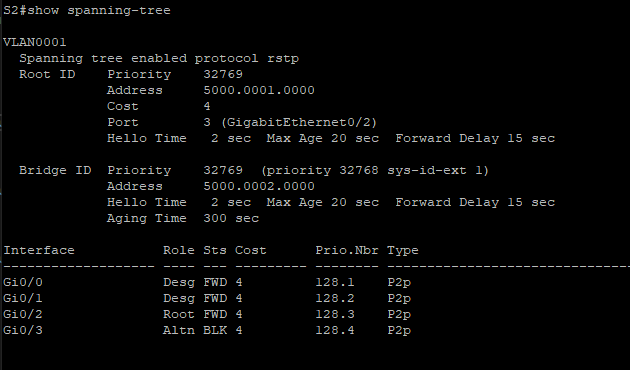 S2#show spanning-tree
VLAN0001
  Spanning tree enabled protocol rstp
  Root ID    Priority    32769
             Address     5000.0001.0000
             Cost        4
             Port        3 (GigabitEthernet0/2)
             Hello Time   2 sec  Max Age 20 sec  Forward Delay 15 sec
  Bridge ID  Priority    32769  (priority 32768 sys-id-ext 1)
             Address     5000.0002.0000
             Hello Time   2 sec  Max Age 20 sec  Forward Delay 15 sec
             Aging Time  300 sec
Interface           Role Sts Cost      Prio.Nbr Type
------------------- ---- --- --------- -------- --------------------------------
Gi0/0               Desg FWD 4         128.1    P2p
Gi0/1               Desg FWD 4         128.2    P2p
Gi0/2               Root FWD 4         128.3    P2p
Gi0/3               Altn BLK 4         128.4    P2p